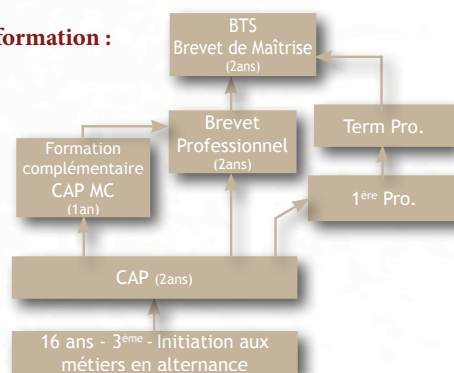 formation :
BTS
Brevet de Maîtrise
(2ans)
Brevet
Professionnel
(2ans)
Term Pro.
Formation
complémentaire
CAP MC
(1an)
1ère Pro.
CAP (2ans)
16 ans - 3ème - Initiation aux
métiers en alternance